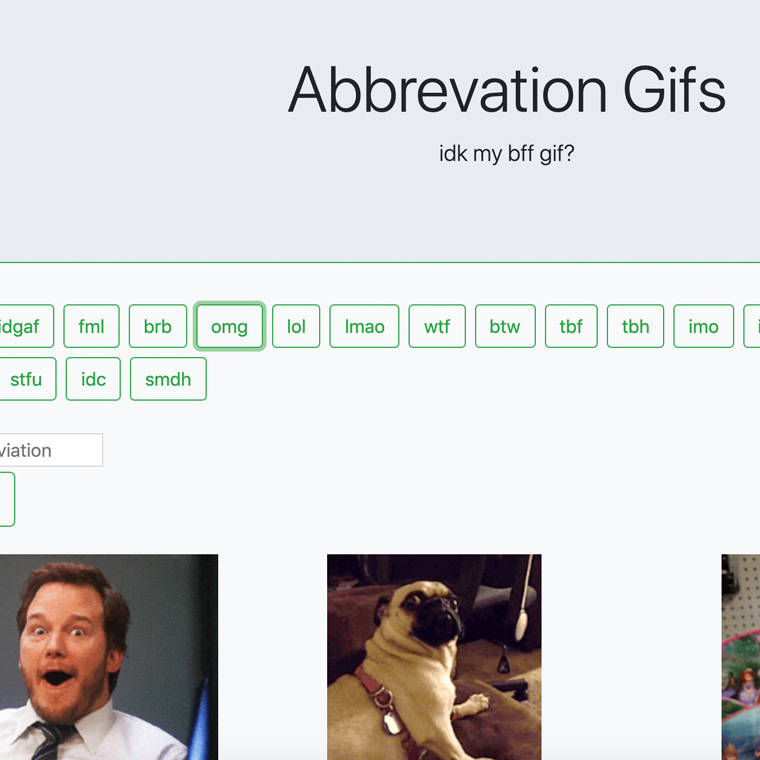 Abbrevation Gifs
idk my bff gif?
idgaf fml brb omg lol lmao wtf btw tbf tbh imo
stfu idc smdh
viation